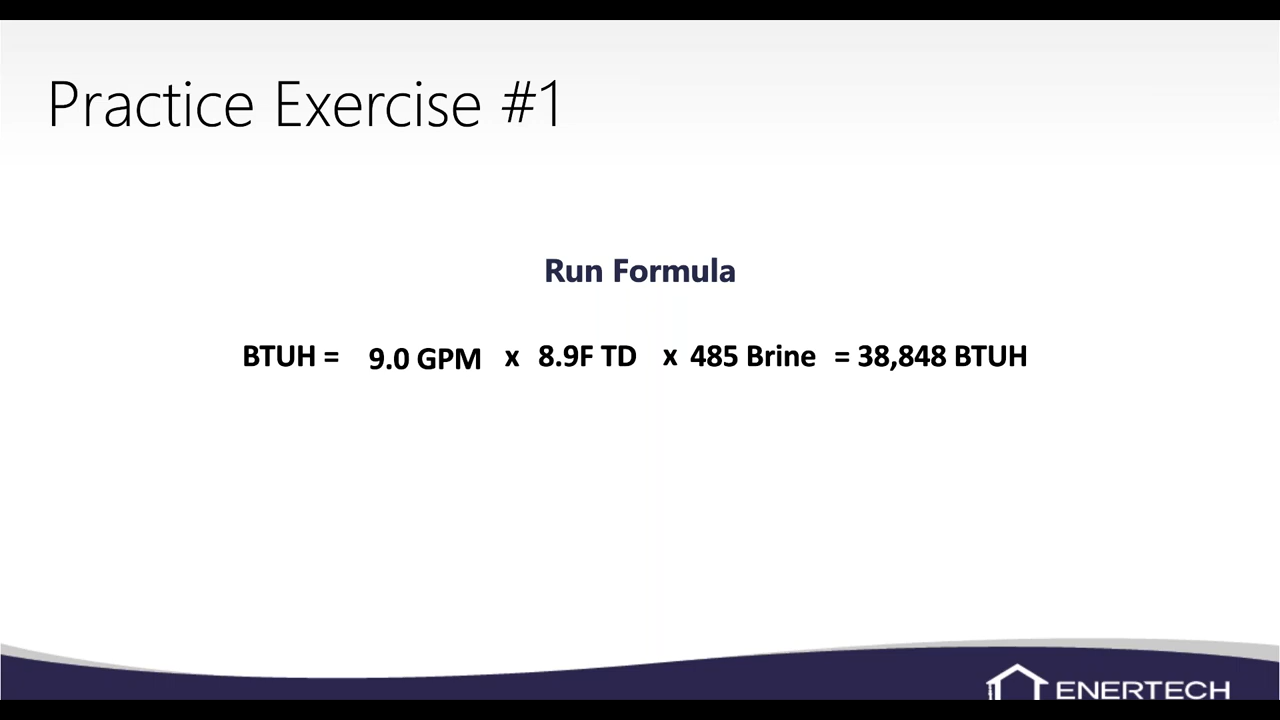 Practice Exercise #1
Run Formula
BTUH = 9.0 GPM x 8.9F TD x 485 Brine = 38,848 BTUH
ENERTECH